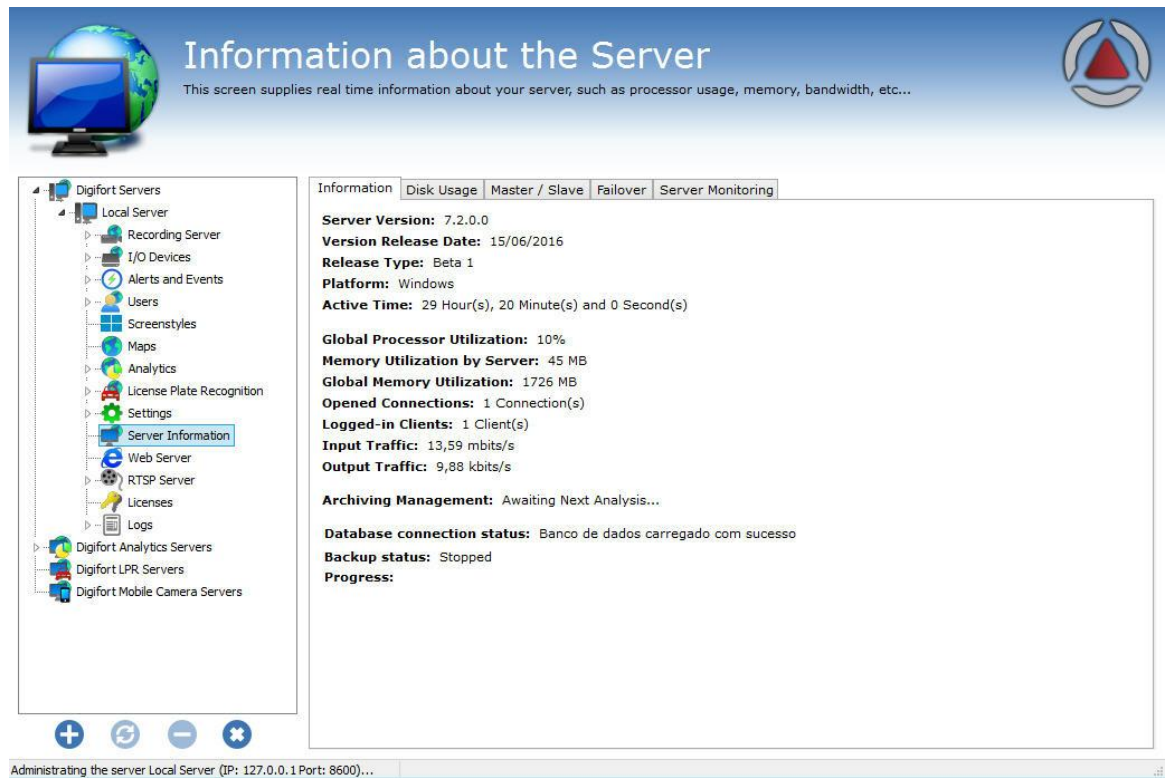 Information about the Server
This screen supplies real time information about your server, such as processor usage, memory, bandwidth, etc...
Digifort Servers
Local Server
Recording Server
I/O Devices
Alerts and Events
Users
Screenstyles
Maps
Analytics
License Plate Recognition
Settings
Server Information
Web Server
RTSP Server
Licenses
Logs
Digifort Analytics Servers
Digifort LPR Servers
Digifort Mobile Camera Servers
Information Disk Usage Master / Slave Failover Server Monitoring
Server Version: 7.2.0.0
Version Release Date: 15/06/2016
Release Type: Beta 1
Platform: Windows
Active Time: 29 Hour(s), 20 Minute(s) and 0 Second(s)
Global Processor Utilization: 10%
Memory Utilization by Server: 45 MB
Global Memory Utilization: 1726 MB
Opened Connections: 1 Connection(s)
Logged-in Clients: 1 Client(s)
Input Traffic: 13,59 mbits/s
Output Traffic: 9,88 kbits/s
Archiving Management: Awaiting Next Analysis...
Database connection status: Banco de dados carregado com sucesso
Backup status: Stopped
Progress:
Administrating the server Local Server (IP: 127.0.0.1 Port: 8600)...